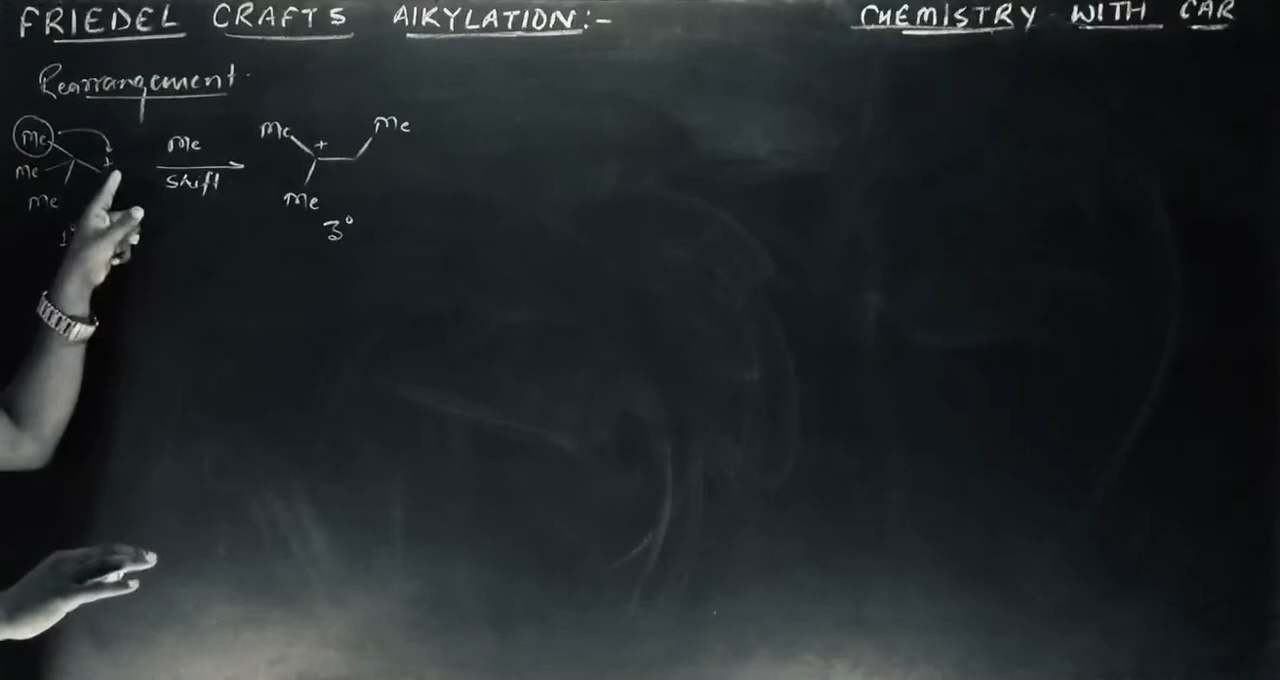 FRIEDEL CRAFTS AIKYLATION:- CHEMISTRY WITH CAR
Rearrangement
Me + Me Shift Me + Me
Me
Me Me
1° 3°